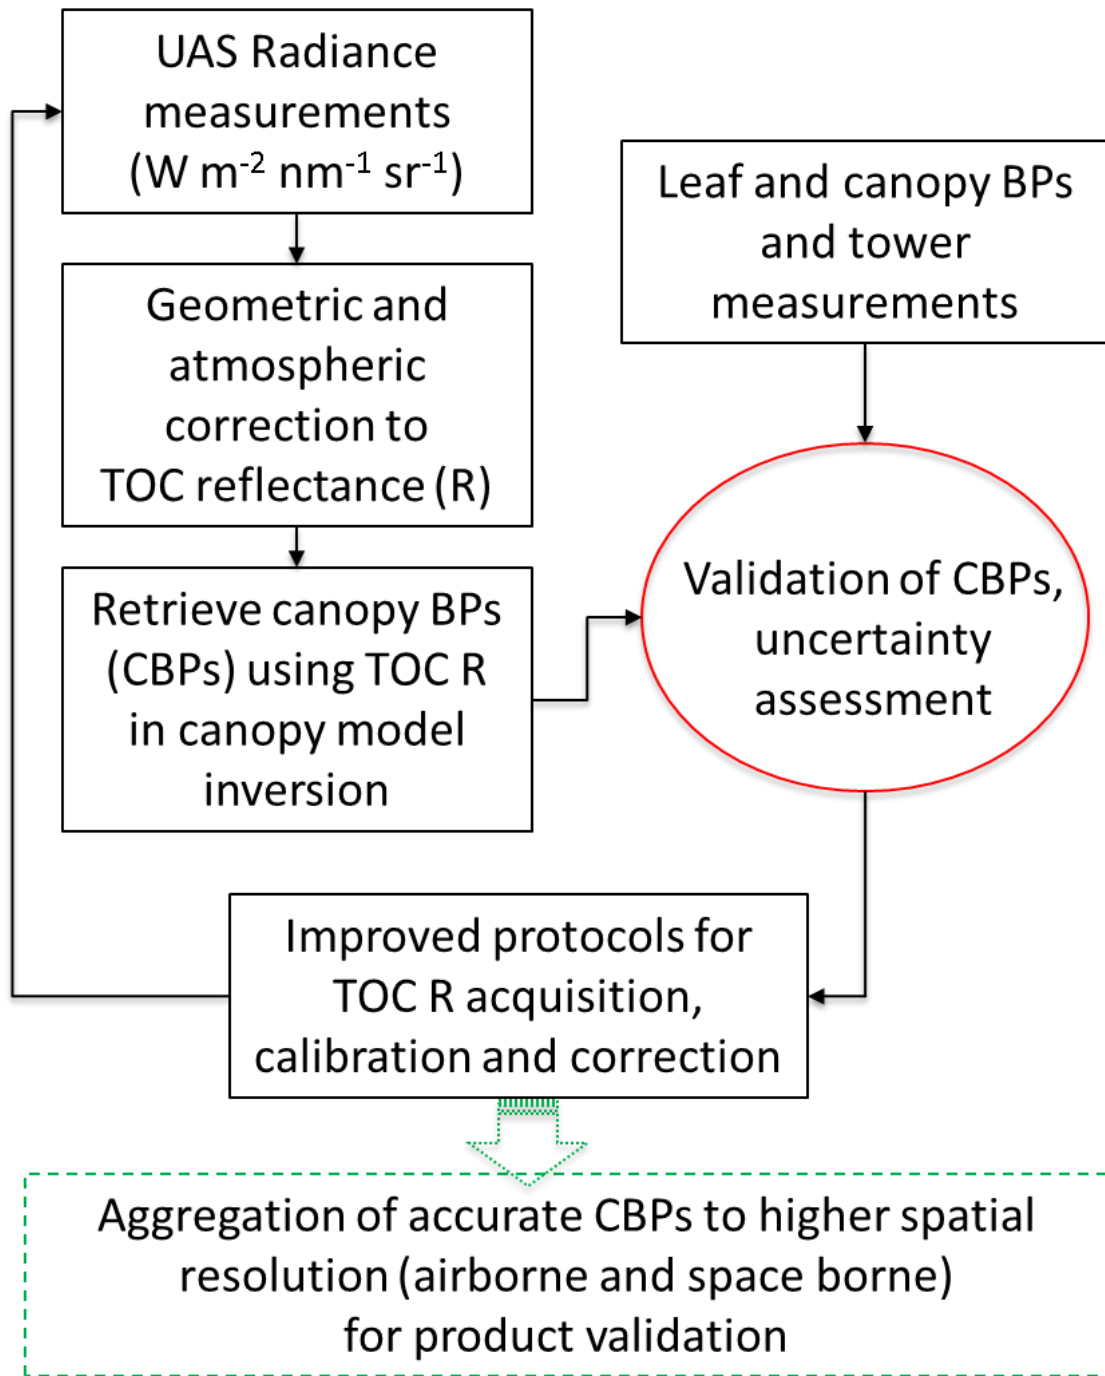 UAS Radiance
measurements
(W m⁻² nm⁻¹ sr⁻¹)
Geometric and
atmospheric
correction to
TOC reflectance (R)
Retrieve canopy BPs
(CBPs) using TOC R
in canopy model
inversion
Leaf and canopy BPs
and tower
measurements
Validation of CBPs,
uncertainty
assessment
Improved protocols for
TOC R acquisition,
calibration and correction
Aggregation of accurate CBPs to higher spatial
resolution (airborne and space borne)
for product validation